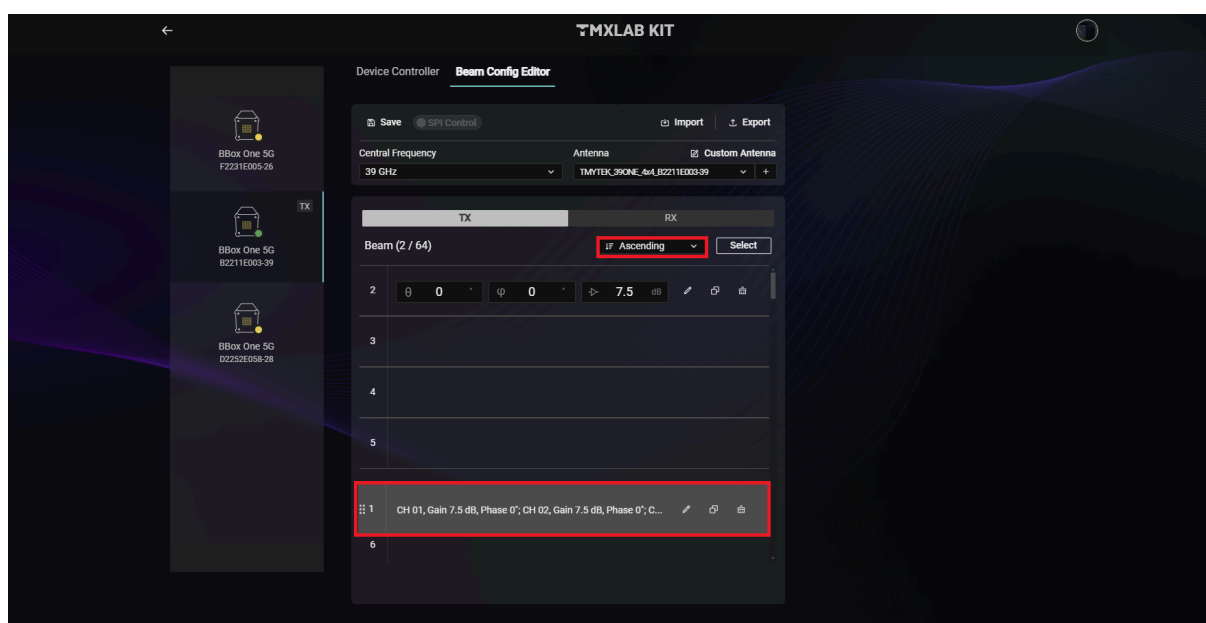 TMXLAB KIT
Device Controller Beam Config Editor
Save SPI Control Import Export
Central Frequency Antenna Custom Antenna
39 GHz TMYTEK_39ONE_4x4_B2211E003-39 +
BBox One 5G
F2231E005-26
TX
BBox One 5G
B2211E003-39
BBox One 5G
D2252E058-28
TX RX
Beam (2 / 64) Ascending Select
2 θ 0 ° φ 0 ° 7.5 dB
3
4
5
1 CH 01, Gain 7.5 dB, Phase 0°; CH 02, Gain 7.5 dB, Phase 0°; C...
6